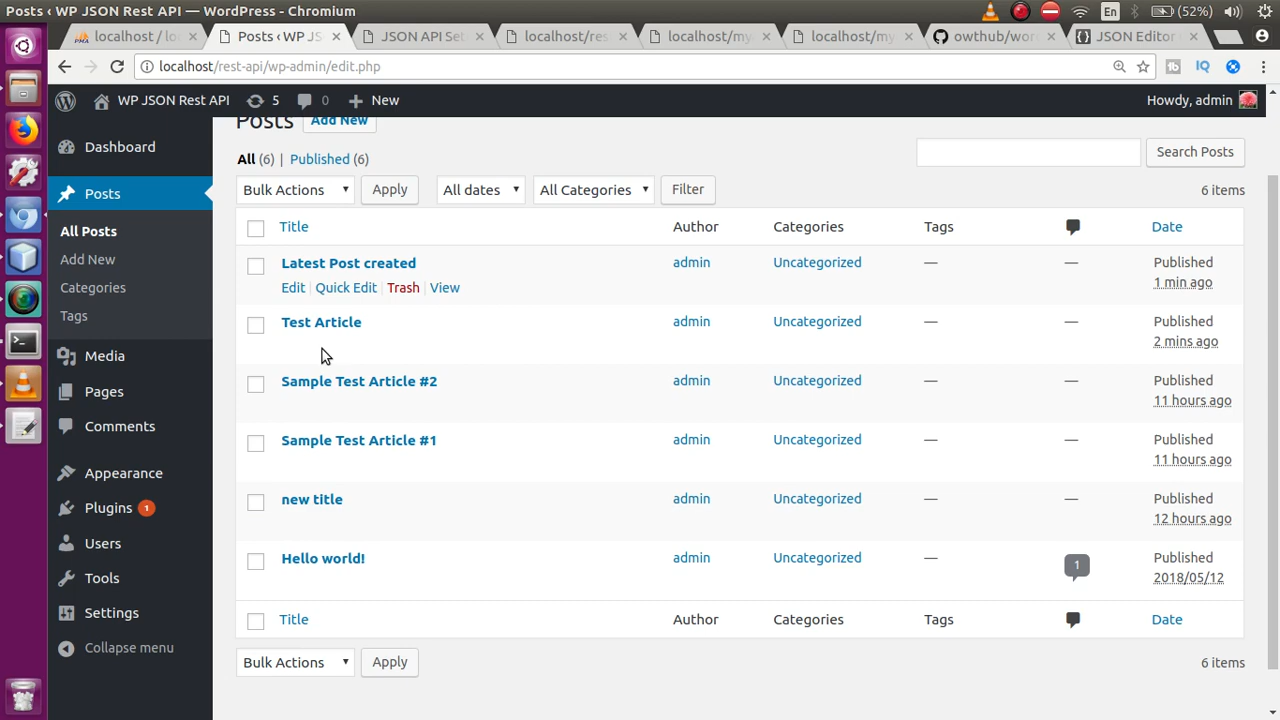 Posts ‹ WP JSON Rest API — WordPress - Chromium
En (52%)
localhost / lo
Posts ‹ WP JS
JSON API Set
localhost/res
localhost/my
localhost/my
owthub/wor
JSON Editor
localhost/rest-api/wp-admin/edit.php
WP JSON Rest API 5 0 New
Howdy, admin
Dashboard
Posts
All Posts
Add New
Categories
Tags
Media
Pages
Comments
Appearance
Plugins 1
Users
Tools
Settings
Collapse menu
Posts Add New
All (6) | Published (6)
Search Posts
Bulk Actions Apply All dates All Categories Filter 6 items
Title Author Categories Tags Date
Latest Post created admin Uncategorized — — Published
Edit | Quick Edit | Trash | View 1 min ago
Test Article admin Uncategorized — — Published
2 mins ago
Sample Test Article #2 admin Uncategorized — — Published
11 hours ago
Sample Test Article #1 admin Uncategorized — — Published
11 hours ago
new title admin Uncategorized — — Published
12 hours ago
Hello world! admin Uncategorized — 1 Published
2018/05/12
Title Author Categories Tags Date
Bulk Actions Apply 6 items